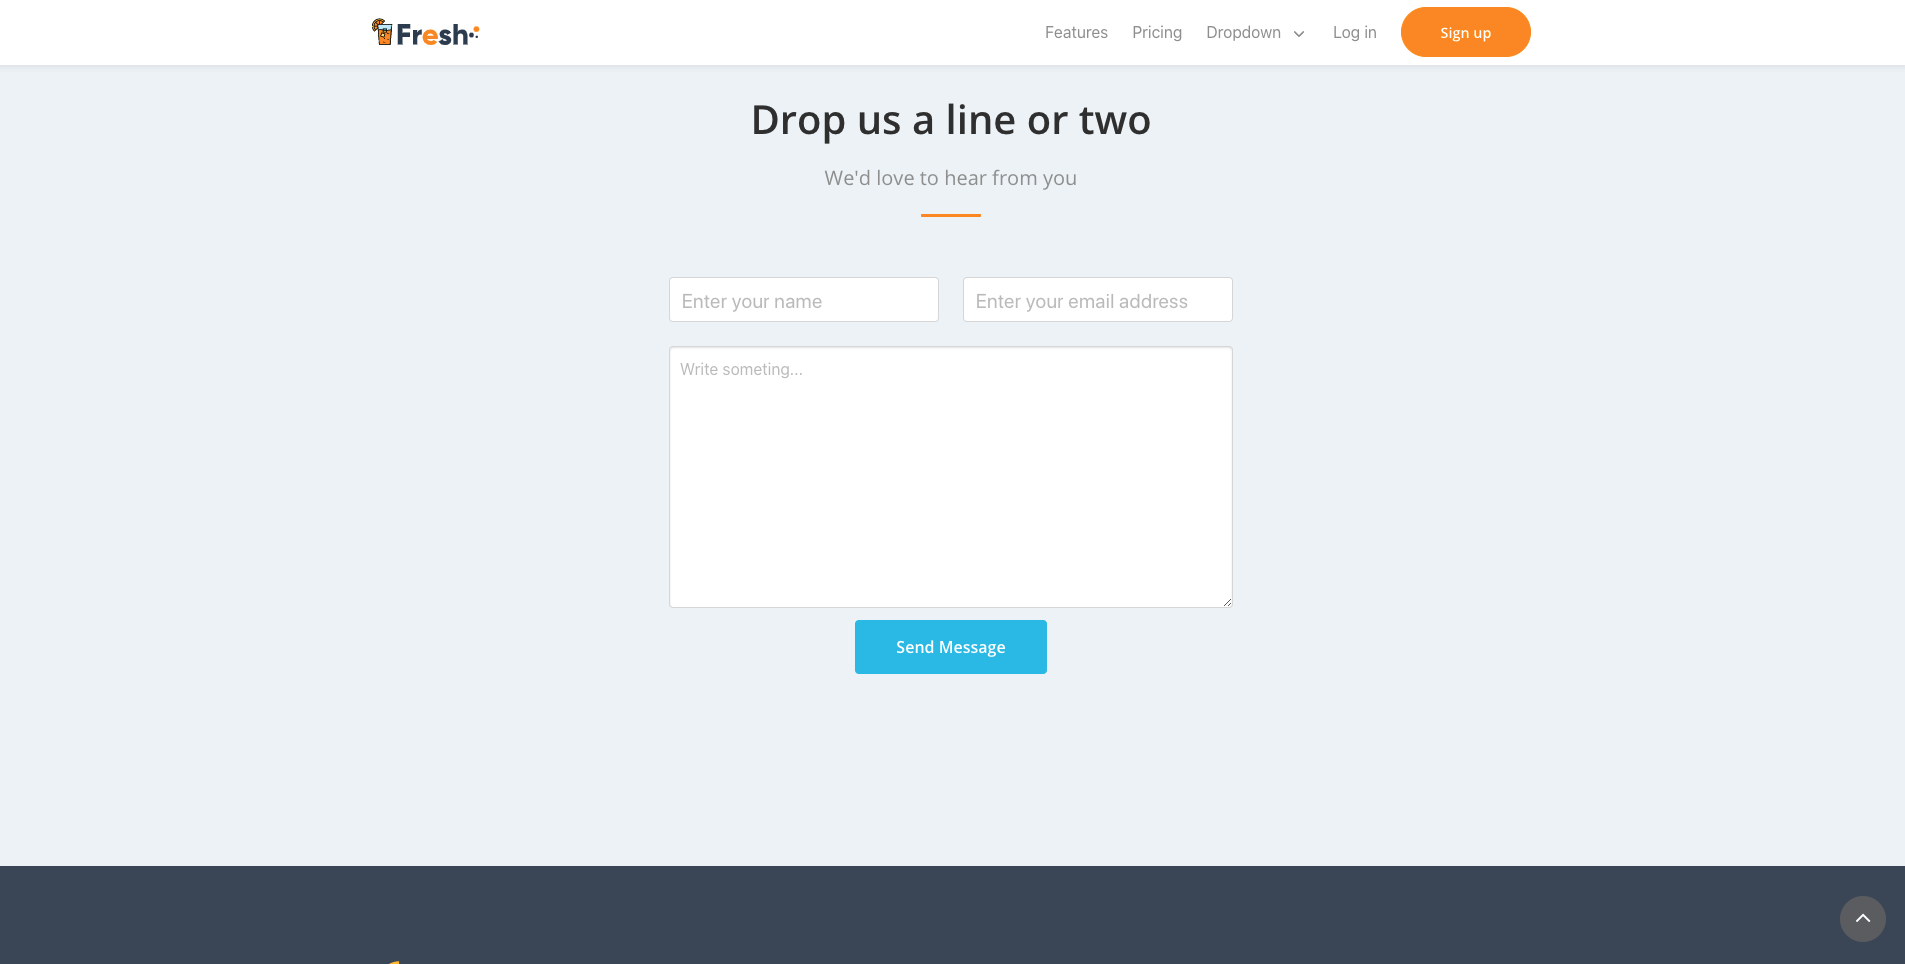 Fresh
Features
Pricing
Dropdown
Log in
Sign up
Drop us a line or two
We'd love to hear from you
Enter your name
Enter your email address
Write someting...
Send Message